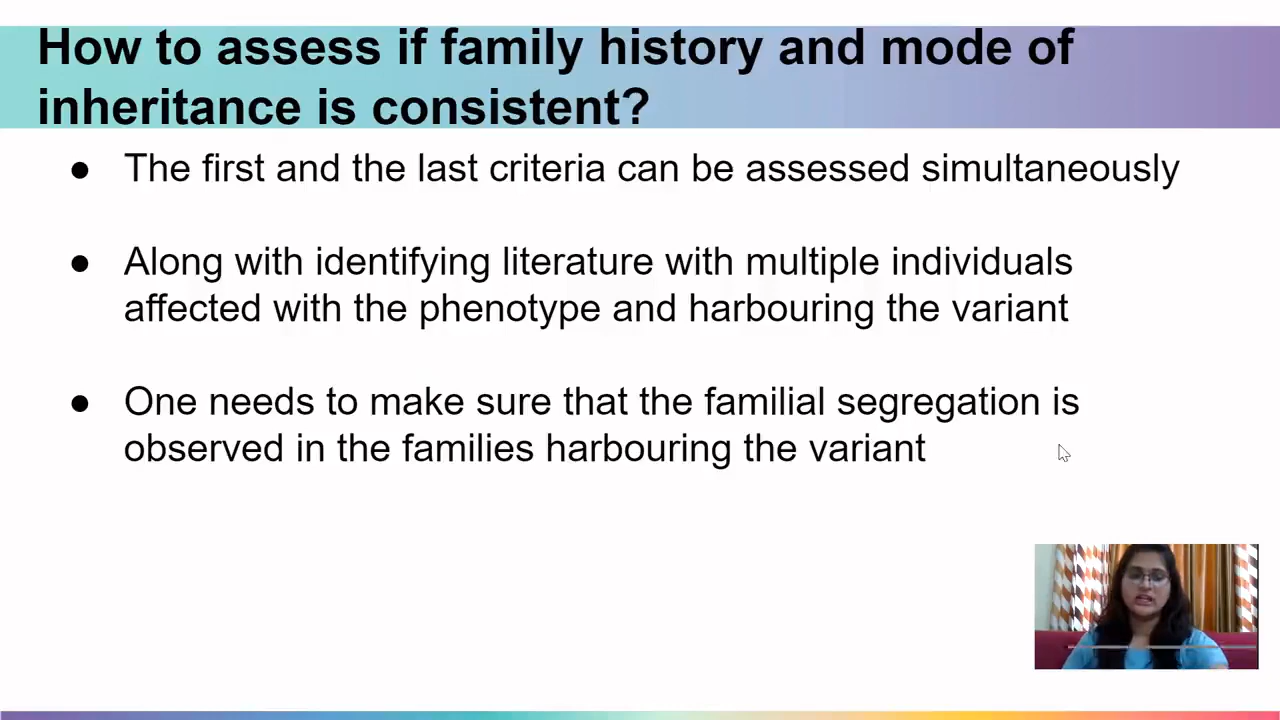 How to assess if family history and mode of
inheritance is consistent?
● The first and the last criteria can be assessed simultaneously
● Along with identifying literature with multiple individuals
affected with the phenotype and harbouring the variant
● One needs to make sure that the familial segregation is
observed in the families harbouring the variant